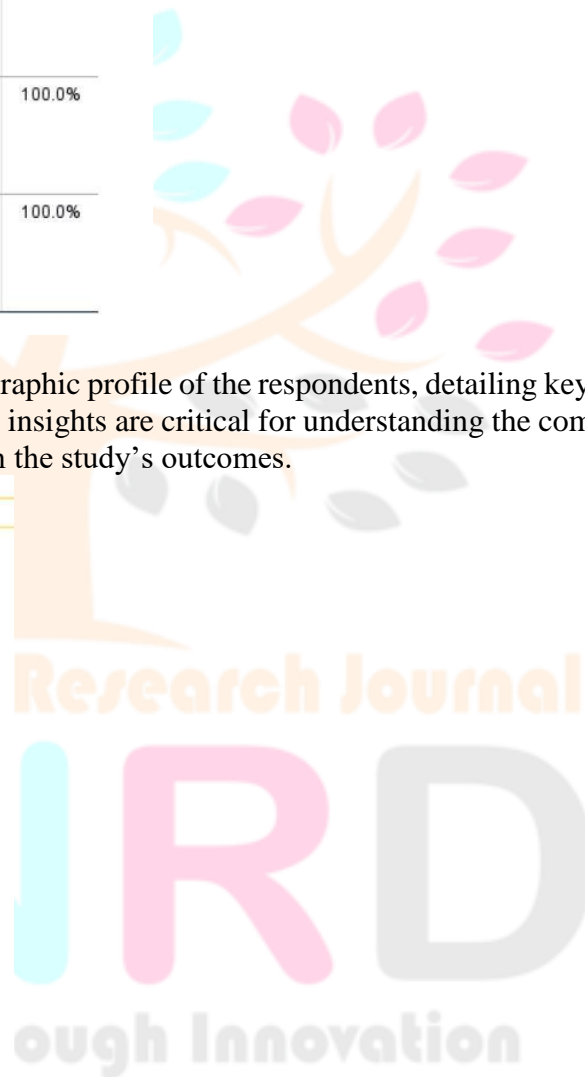 100.0%
100.0%
raphic profile of the respondents, detailing key
insights are critical for understanding the com
the study’s outcomes.
Research Journal
IRD
ough Innovation